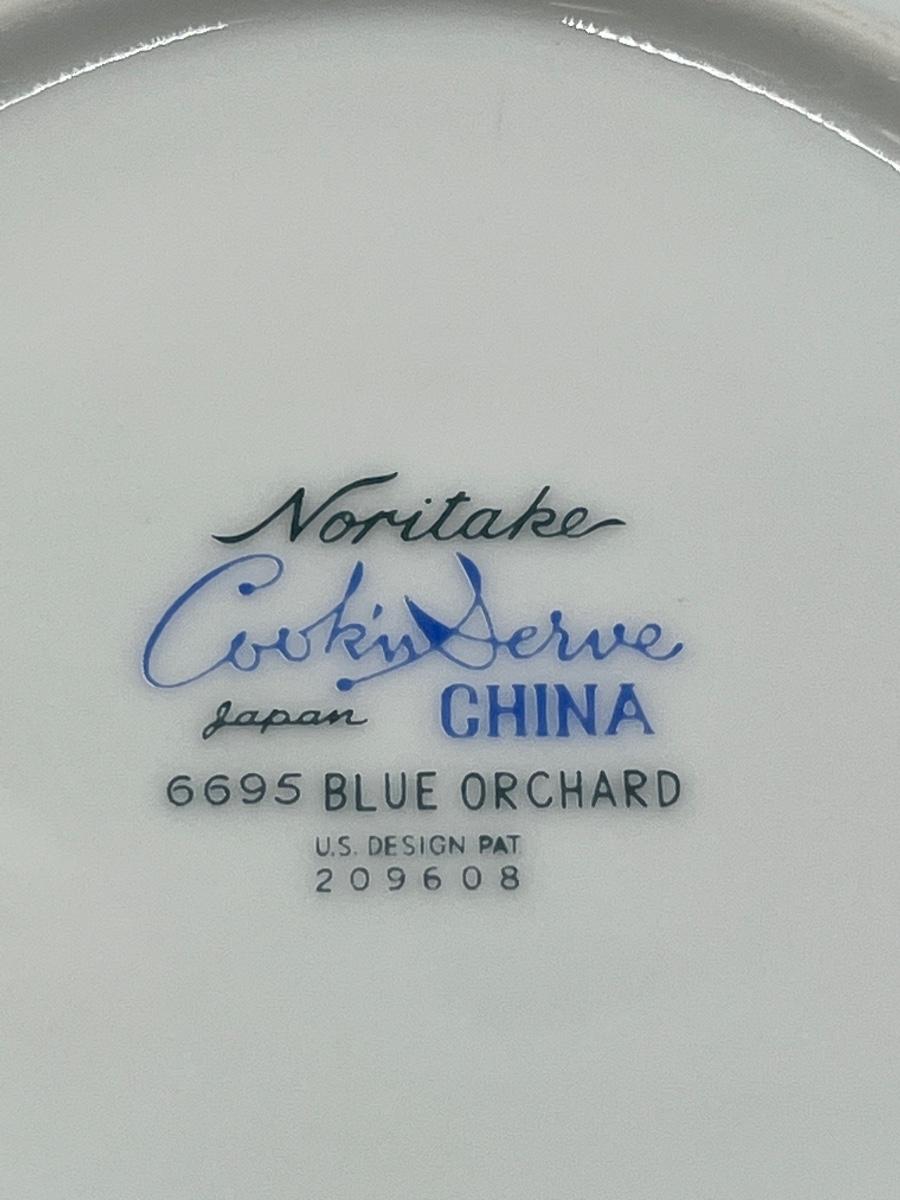 Noritake
Cook'n Serve
Japan CHINA
6695 BLUE ORCHARD
U.S. DESIGN PAT.
209608